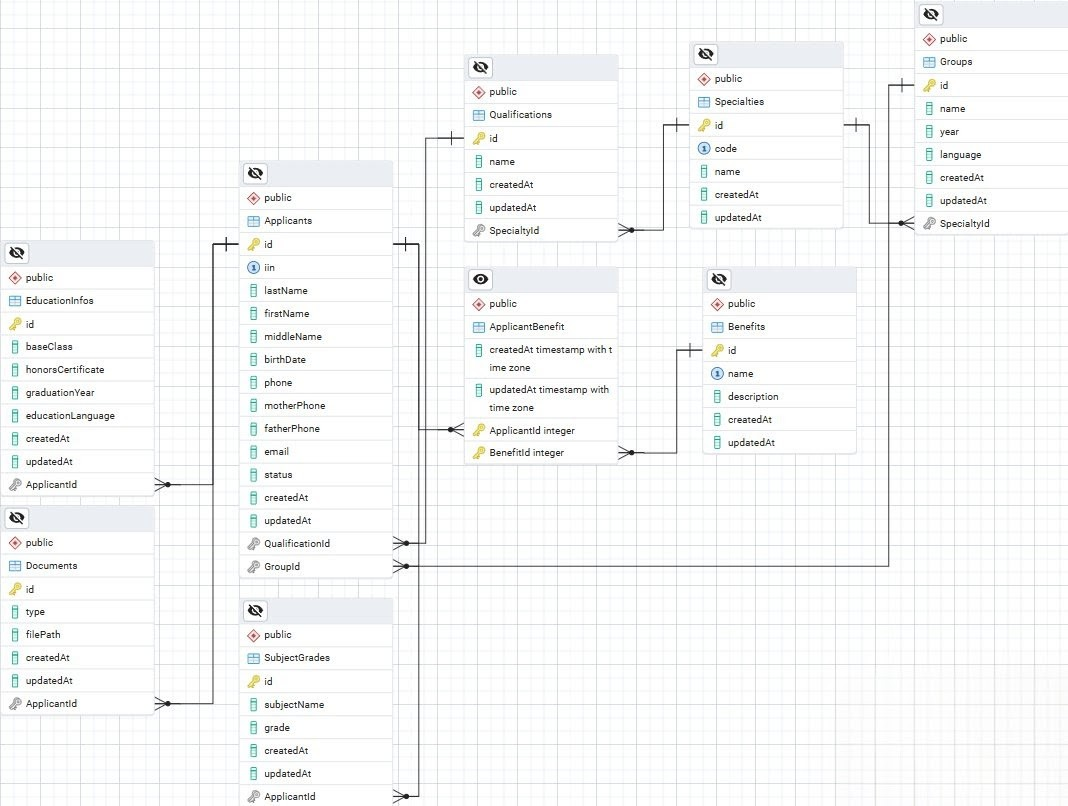 public
EducationInfos
id
baseClass
honorsCertificate
graduationYear
educationLanguage
createdAt
updatedAt
ApplicantId
public
Documents
id
type
filePath
createdAt
updatedAt
ApplicantId
public
Applicants
id
iin
lastName
firstName
middleName
birthDate
phone
motherPhone
fatherPhone
email
status
createdAt
updatedAt
QualificationId
GroupId
public
SubjectGrades
id
subjectName
grade
createdAt
updatedAt
ApplicantId
public
Qualifications
id
name
createdAt
updatedAt
SpecialtyId
public
ApplicantBenefit
createdAt timestamp with t
ime zone
updatedAt timestamp with
time zone
ApplicantId integer
BenefitId integer
public
Specialties
id
code
name
createdAt
updatedAt
public
Benefits
id
name
description
createdAt
updatedAt
public
Groups
id
name
year
language
createdAt
updatedAt
SpecialtyId